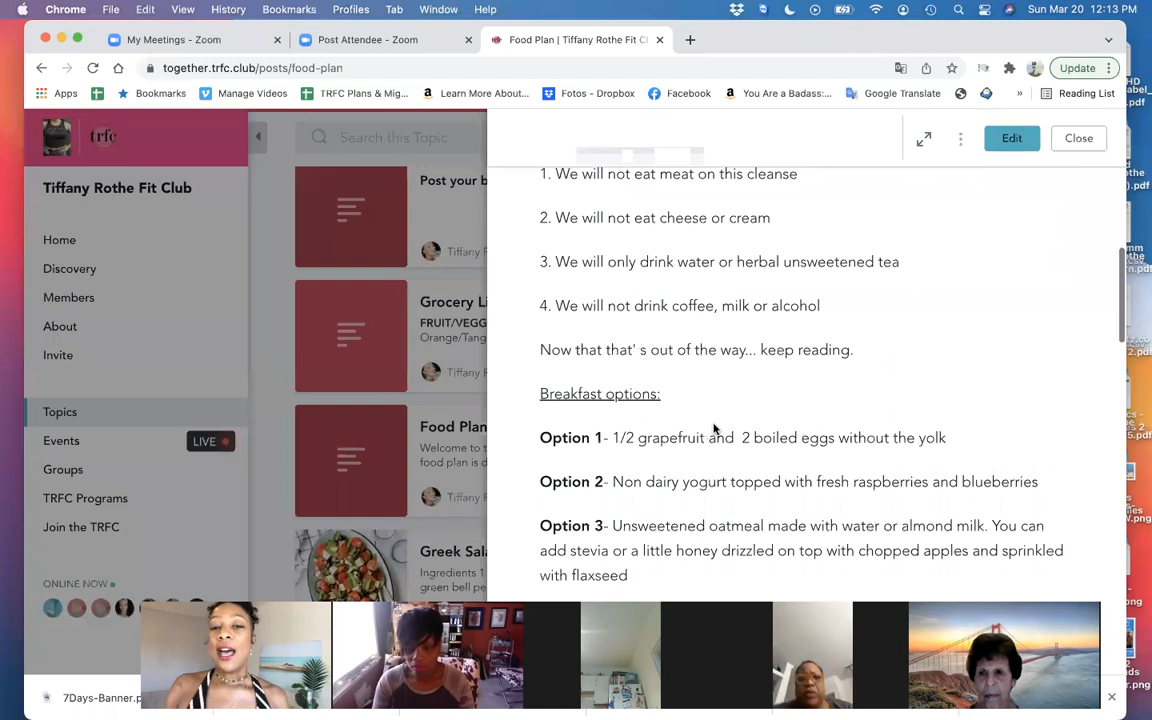 Chrome File Edit View History Bookmarks Profiles Tab Window Help
Sun Mar 20 12:13 PM
My Meetings - Zoom
Post Attendee - Zoom
Food Plan | Tiffany Rothe Fit Cl
together.trfc.club/posts/food-plan
Update
Apps
Bookmarks
Manage Videos
TRFC Plans & Mig...
Learn More About...
Fotos - Dropbox
Facebook
You Are a Badass:...
Google Translate
»
Reading List
trfc
Search this Topic
Edit
Close
Tiffany Rothe Fit Club
Home
Discovery
Members
About
Invite
Topics
Events LIVE
Groups
TRFC Programs
Join the TRFC
ONLINE NOW
Post your b
Tiffany R
Grocery Li
FRUIT/VEGG
Orange/Tang
Tiffany
Food Plan
Welcome to t
food plan is d
Tiffany
Greek Sala
Ingredients 1
green bell pe
1. We will not eat meat on this cleanse
2. We will not eat cheese or cream
3. We will only drink water or herbal unsweetened tea
4. We will not drink coffee, milk or alcohol
Now that that' s out of the way... keep reading.
Breakfast options:
Option 1- 1/2 grapefruit and 2 boiled eggs without the yolk
Option 2- Non dairy yogurt topped with fresh raspberries and blueberries
Option 3- Unsweetened oatmeal made with water or almond milk. You can
add stevia or a little honey drizzled on top with chopped apples and sprinkled
with flaxseed
7Days-Banner.p